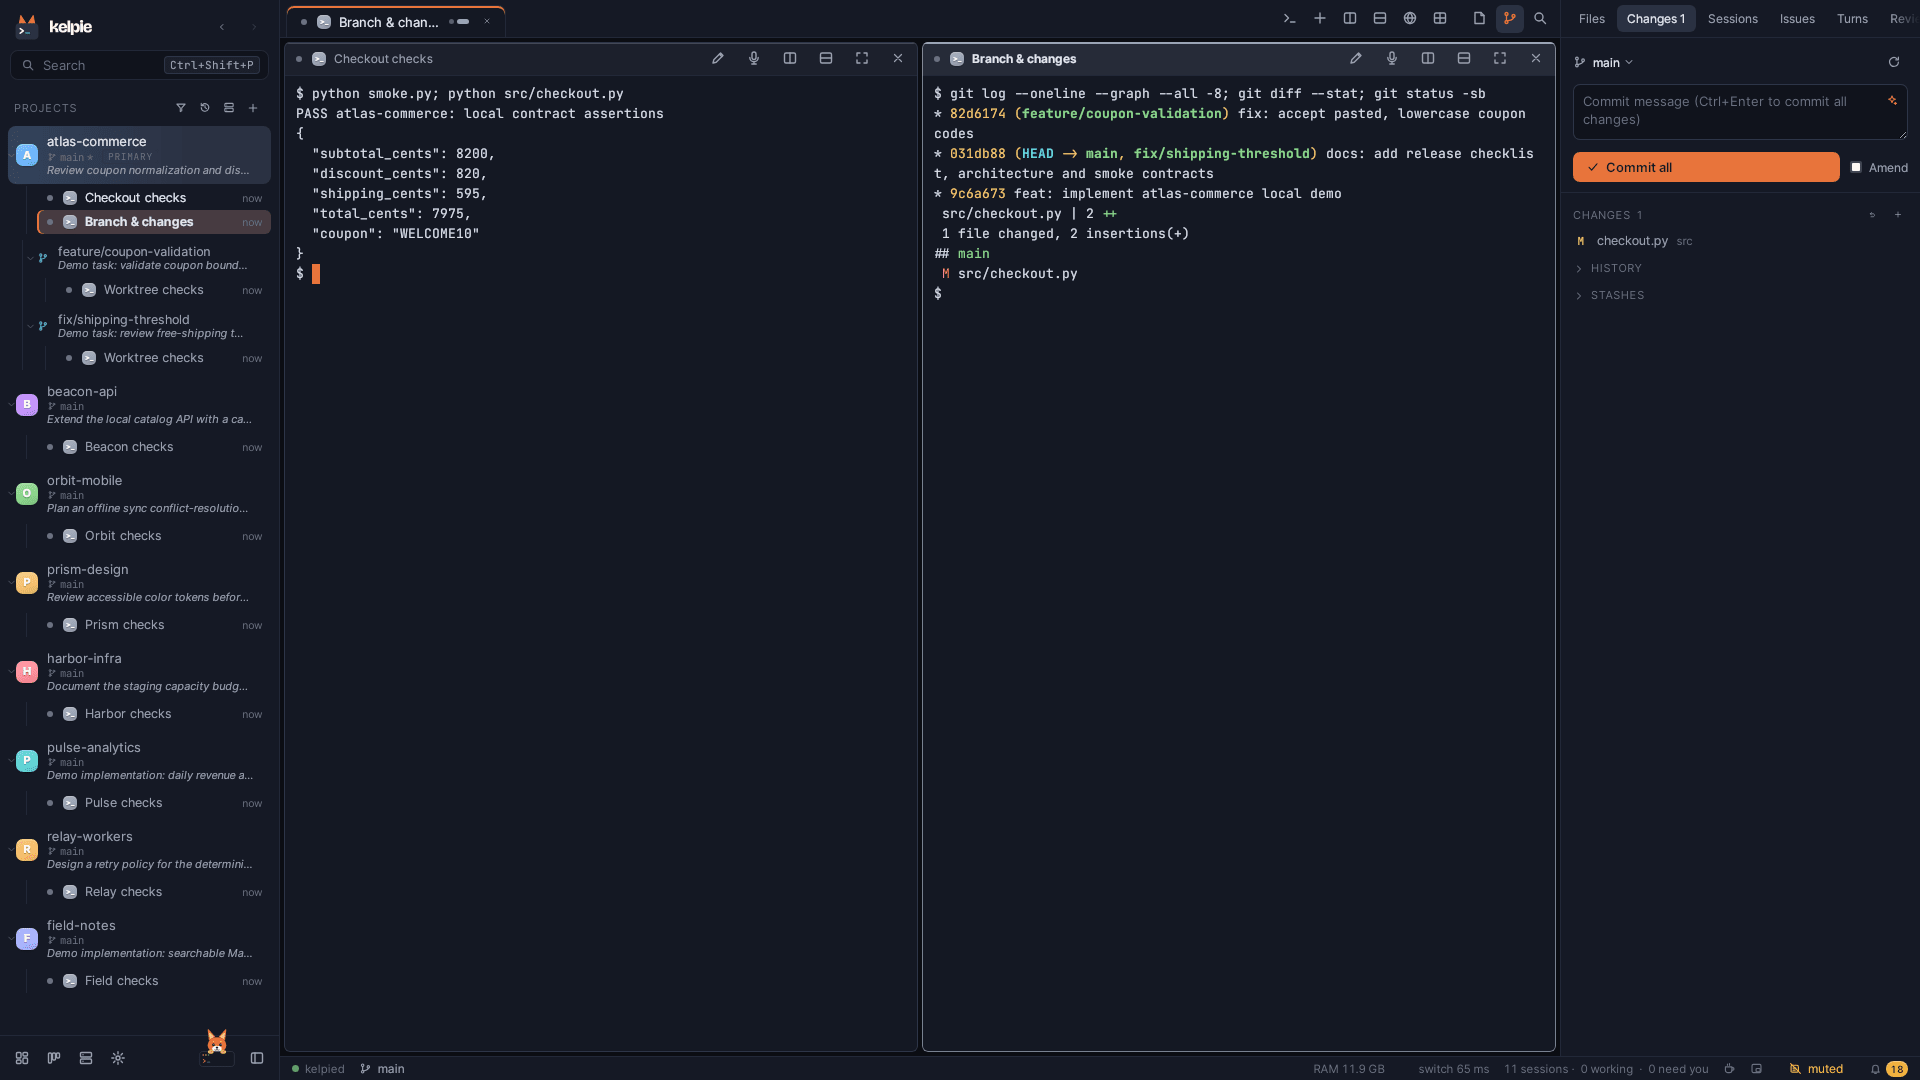 kelpie
Search Ctrl+Shift+P
PROJECTS
A atlas-commerce
main * PRIMARY
Review coupon normalization and dis...
Checkout checks now
Branch & changes now
feature/coupon-validation
Demo task: validate coupon bound...
Worktree checks now
fix/shipping-threshold
Demo task: review free-shipping t...
Worktree checks now
B beacon-api
main
Extend the local catalog API with a ca...
Beacon checks now
O orbit-mobile
main
Plan an offline sync conflict-resolutio...
Orbit checks now
P prism-design
main
Review accessible color tokens befor...
Prism checks now
H harbor-infra
main
Document the staging capacity budg...
Harbor checks now
P pulse-analytics
main
Demo implementation: daily revenue a...
Pulse checks now
R relay-workers
main
Design a retry policy for the determini...
Relay checks now
F field-notes
main
Demo implementation: searchable Ma...
Field checks now
Branch & chan...
Checkout checks
$ python smoke.py; python src/checkout.py
PASS atlas-commerce: local contract assertions
{
"subtotal_cents": 8200,
"discount_cents": 820,
"shipping_cents": 595,
"total_cents": 7975,
"coupon": "WELCOME10"
}
$
Branch & changes
$ git log --oneline --graph --all -8; git diff --stat; git status -sb
* 82d6174 (feature/coupon-validation) fix: accept pasted, lowercase coupon
codes
* 031db88 (HEAD -> main, fix/shipping-threshold) docs: add release checklis
t, architecture and smoke contracts
* 9c6a673 feat: implement atlas-commerce local demo
src/checkout.py | 2 ++
1 file changed, 2 insertions(+)
## main
M src/checkout.py
$
Files Changes 1 Sessions Issues Turns Revi
main
Commit message (Ctrl+Enter to commit all
changes)
Commit all Amend
CHANGES 1
M checkout.py src
HISTORY
STASHES
kelpied main RAM 11.9 GB switch 65 ms 11 sessions · 0 working · 0 need you muted 18